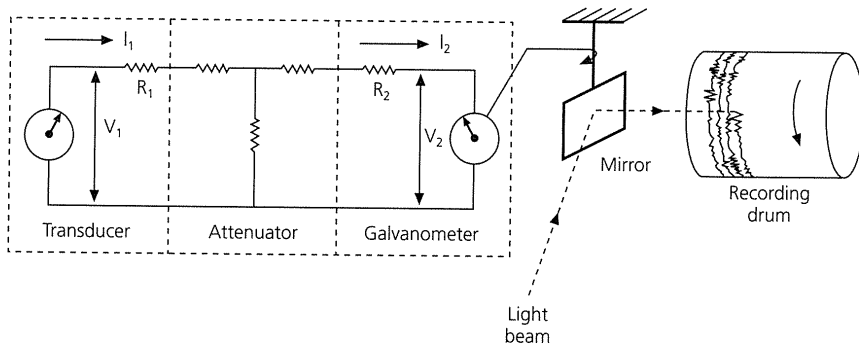 I1
I2
R1
R2
V1
V2
Mirror
Transducer
Attenuator
Galvanometer
Recording
drum
Light
beam